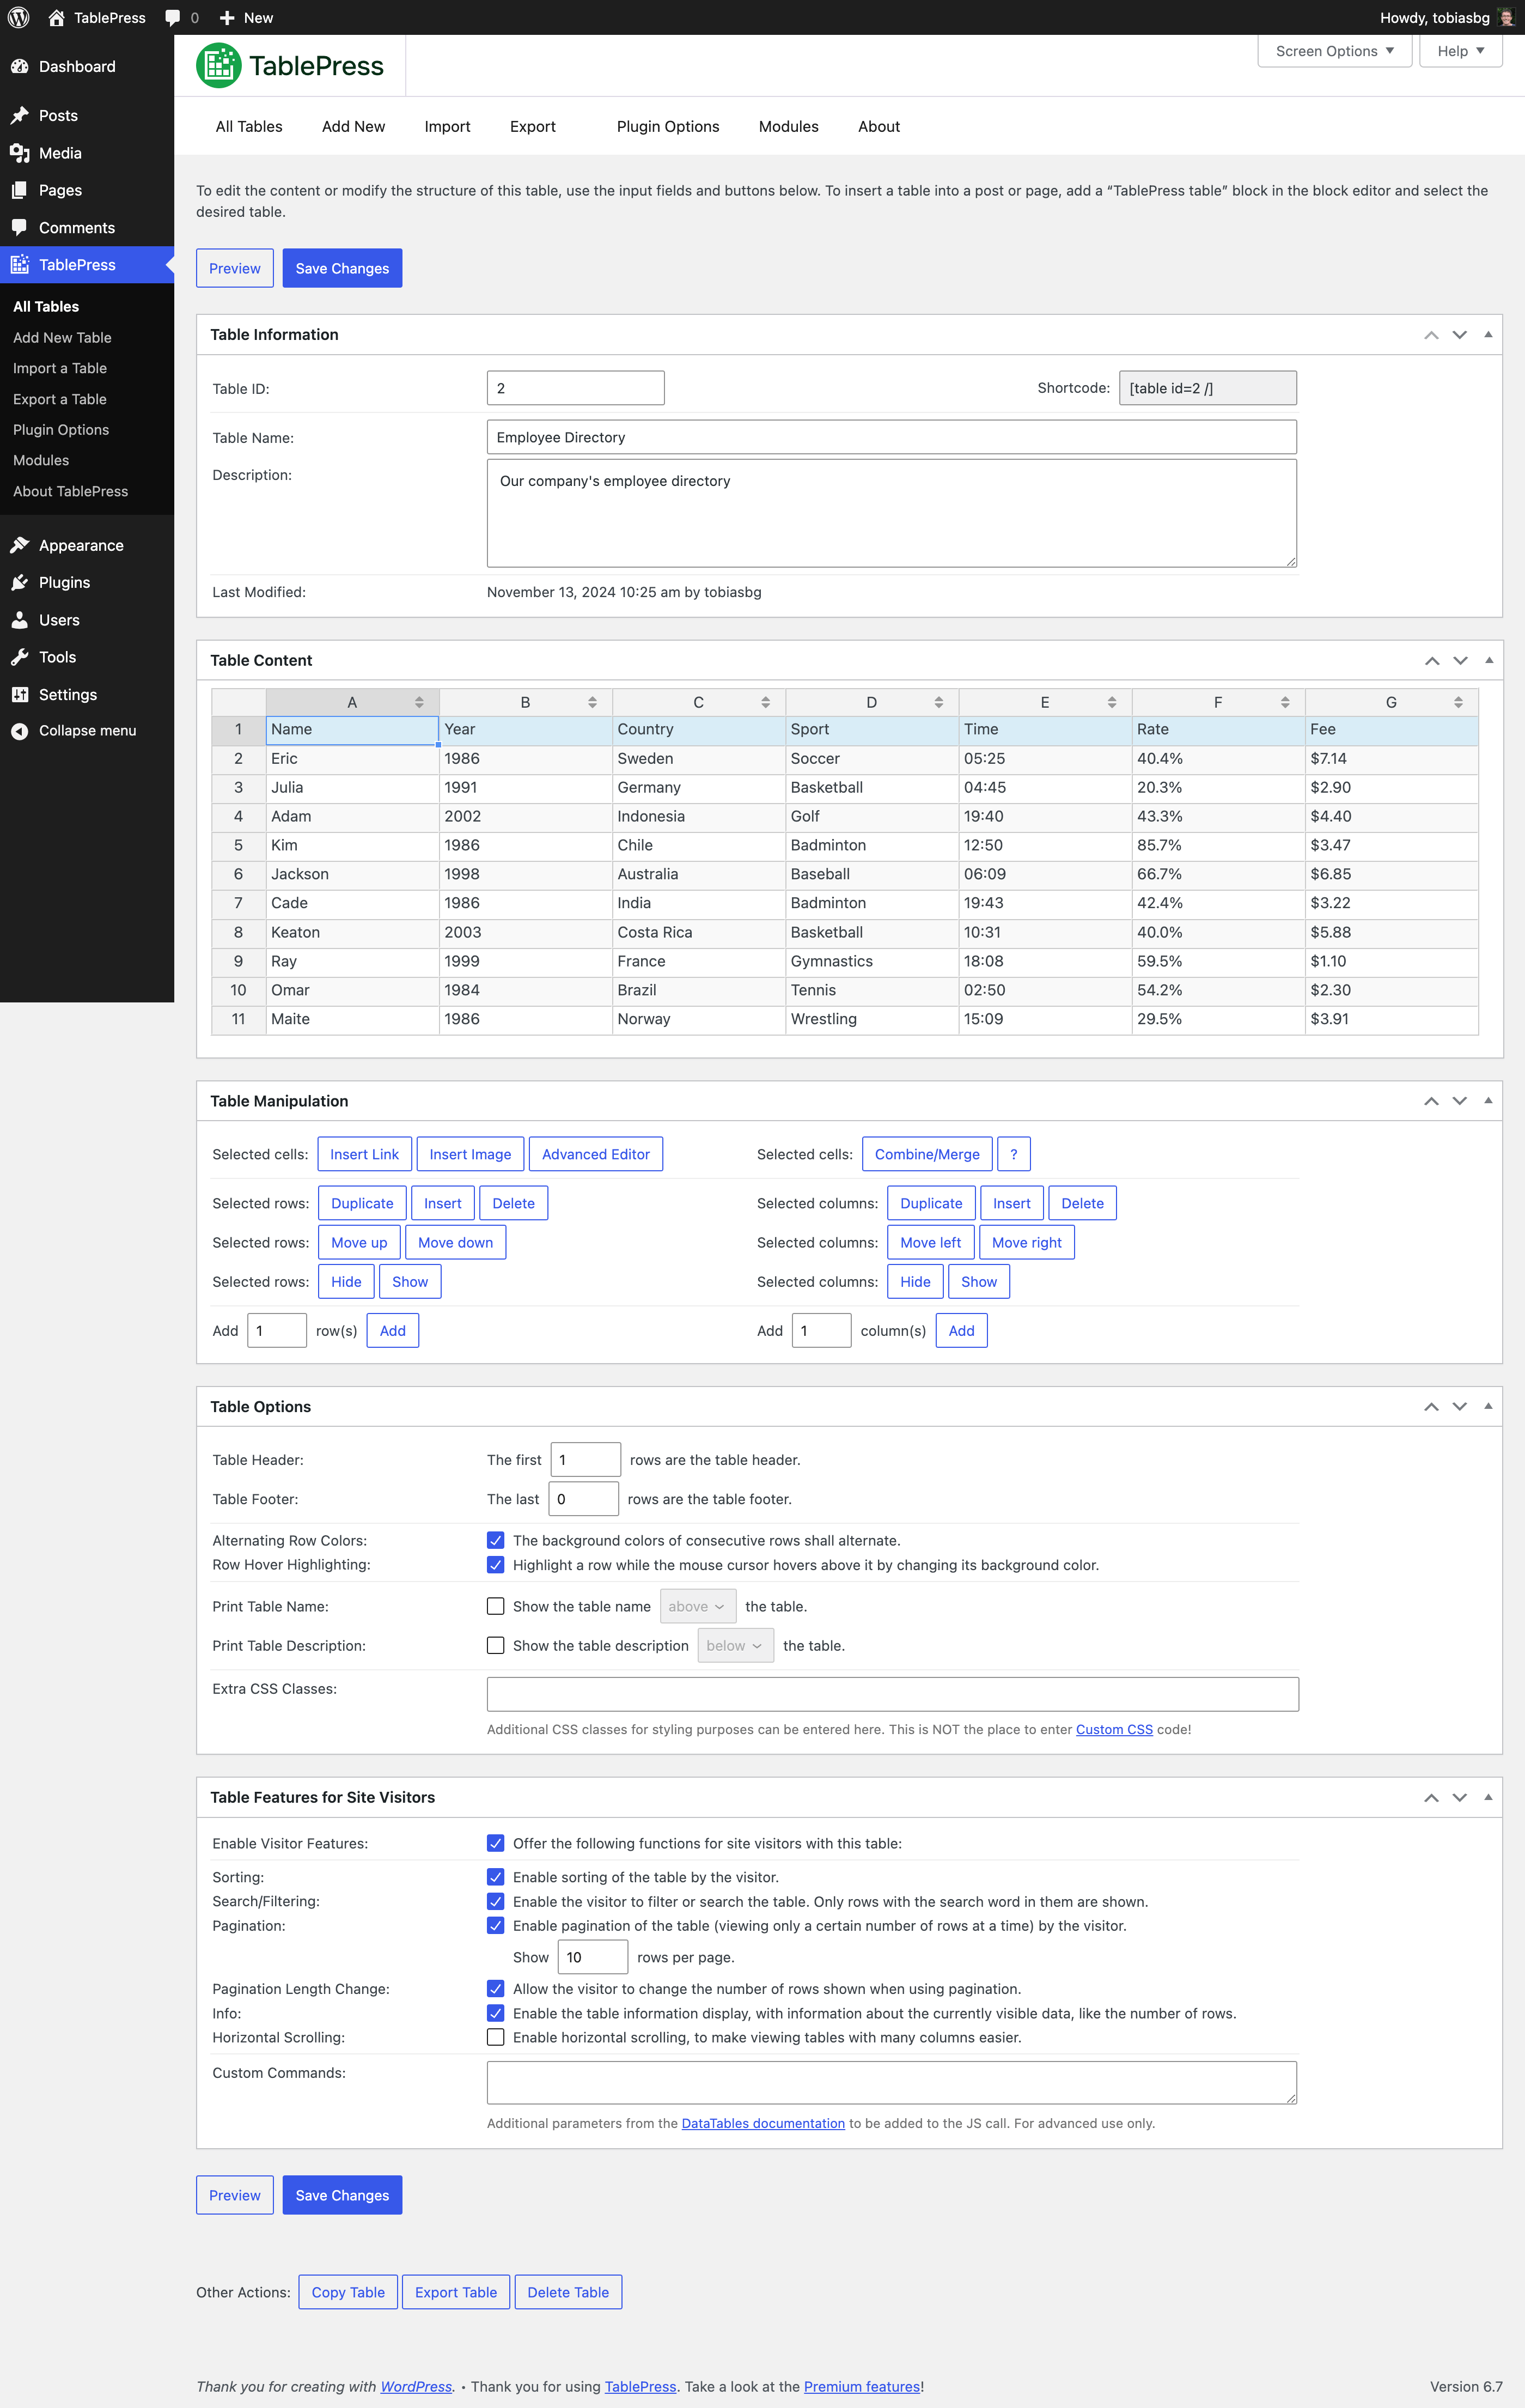 TablePress 0 New Howdy, tobiasbg
Dashboard
Posts
Media
Pages
Comments
TablePress
All Tables
Add New Table
Import a Table
Export a Table
Plugin Options
Modules
About TablePress
Appearance
Plugins
Users
Tools
Settings
Collapse menu
TablePress
Screen Options Help
All Tables Add New Import Export Plugin Options Modules About
To edit the content or modify the structure of this table, use the input fields and buttons below. To insert a table into a post or page, add a “TablePress table” block in the block editor and select the
desired table.
Preview Save Changes
Table Information
Table ID: 2 Shortcode: [table id=2 /]
Table Name: Employee Directory
Description: Our company's employee directory
Last Modified: November 13, 2024 10:25 am by tobiasbg
Table Content
A B C D E F G
1 Name Year Country Sport Time Rate Fee
2 Eric 1986 Sweden Soccer 05:25 40.4% $7.14
3 Julia 1991 Germany Basketball 04:45 20.3% $2.90
4 Adam 2002 Indonesia Golf 19:40 43.3% $4.40
5 Kim 1986 Chile Badminton 12:50 85.7% $3.47
6 Jackson 1998 Australia Baseball 06:09 66.7% $6.85
7 Cade 1986 India Badminton 19:43 42.4% $3.22
8 Keaton 2003 Costa Rica Basketball 10:31 40.0% $5.88
9 Ray 1999 France Gymnastics 18:08 59.5% $1.10
10 Omar 1984 Brazil Tennis 02:50 54.2% $2.30
11 Maite 1986 Norway Wrestling 15:09 29.5% $3.91
Table Manipulation
Selected cells: Insert Link Insert Image Advanced Editor Selected cells: Combine/Merge ?
Selected rows: Duplicate Insert Delete Selected columns: Duplicate Insert Delete
Selected rows: Move up Move down Selected columns: Move left Move right
Selected rows: Hide Show Selected columns: Hide Show
Add 1 row(s) Add Add 1 column(s) Add
Table Options
Table Header: The first 1 rows are the table header.
Table Footer: The last 0 rows are the table footer.
Alternating Row Colors: The background colors of consecutive rows shall alternate.
Row Hover Highlighting: Highlight a row while the mouse cursor hovers above it by changing its background color.
Print Table Name: Show the table name above the table.
Print Table Description: Show the table description below the table.
Extra CSS Classes:
Additional CSS classes for styling purposes can be entered here. This is NOT the place to enter Custom CSS code!
Table Features for Site Visitors
Enable Visitor Features: Offer the following functions for site visitors with this table:
Sorting: Enable sorting of the table by the visitor.
Search/Filtering: Enable the visitor to filter or search the table. Only rows with the search word in them are shown.
Pagination: Enable pagination of the table (viewing only a certain number of rows at a time) by the visitor.
Show 10 rows per page.
Pagination Length Change: Allow the visitor to change the number of rows shown when using pagination.
Info: Enable the table information display, with information about the currently visible data, like the number of rows.
Horizontal Scrolling: Enable horizontal scrolling, to make viewing tables with many columns easier.
Custom Commands:
Additional parameters from the DataTables documentation to be added to the JS call. For advanced use only.
Preview Save Changes
Other Actions: Copy Table Export Table Delete Table
Thank you for creating with WordPress. • Thank you for using TablePress. Take a look at the Premium features! Version 6.7